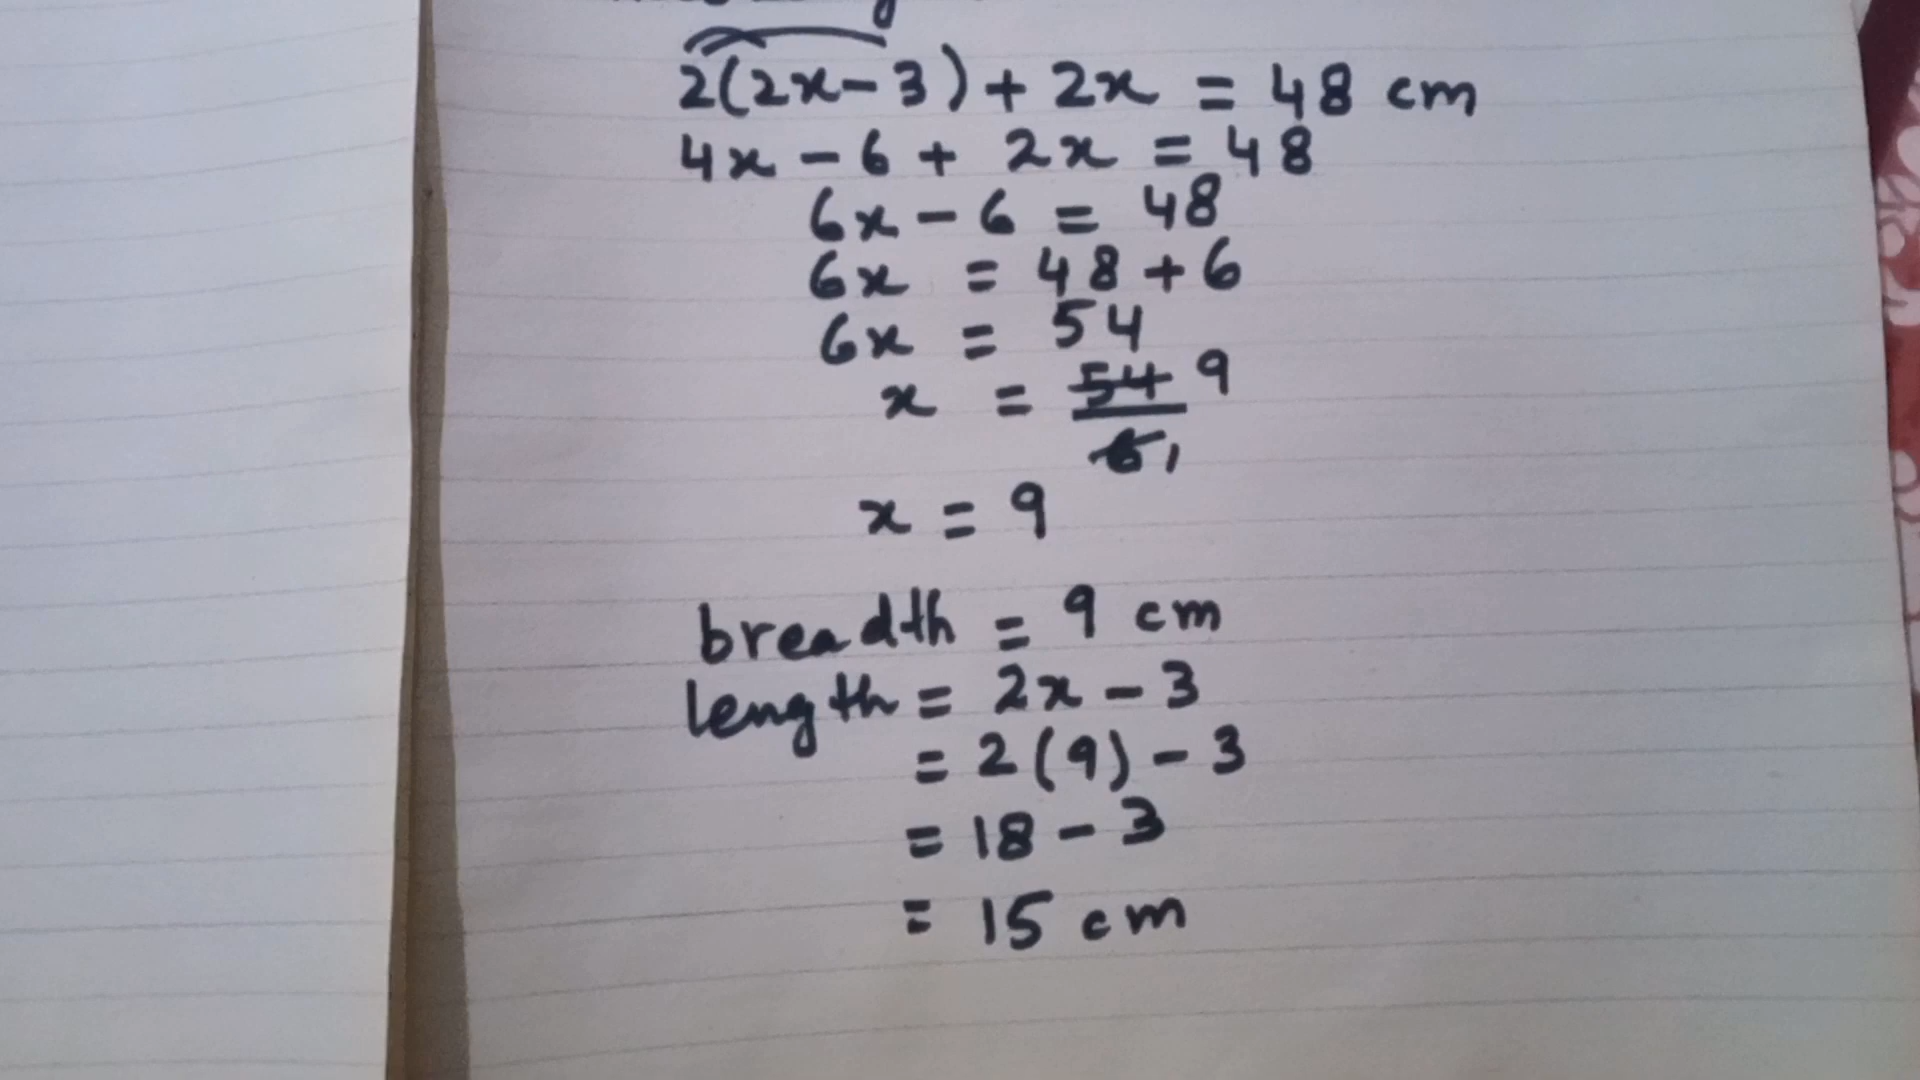 2(2x-3) + 2x = 48 cm
4x - 6 + 2x = 48
6x - 6 = 48
6x = 48 + 6
6x = 54
x = 54 9
6 1
x = 9
breadth = 9 cm
length = 2x - 3
= 2(9) - 3
= 18 - 3
= 15 cm